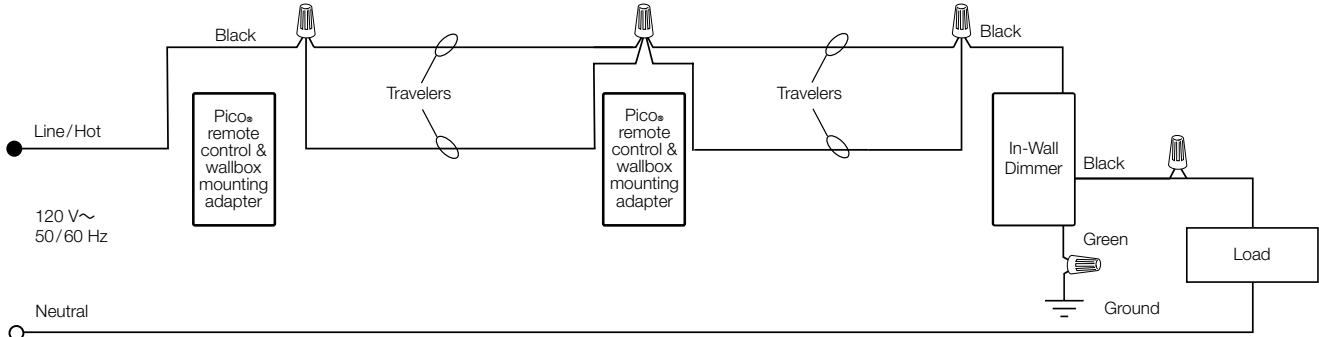 Black
Black
Travelers
Travelers
Line/Hot
Pico®
remote
control &
wallbox
mounting
adapter
Pico®
remote
control &
wallbox
mounting
adapter
In-Wall
Dimmer
Black
120 V~
50/60 Hz
Green
Load
Ground
Neutral